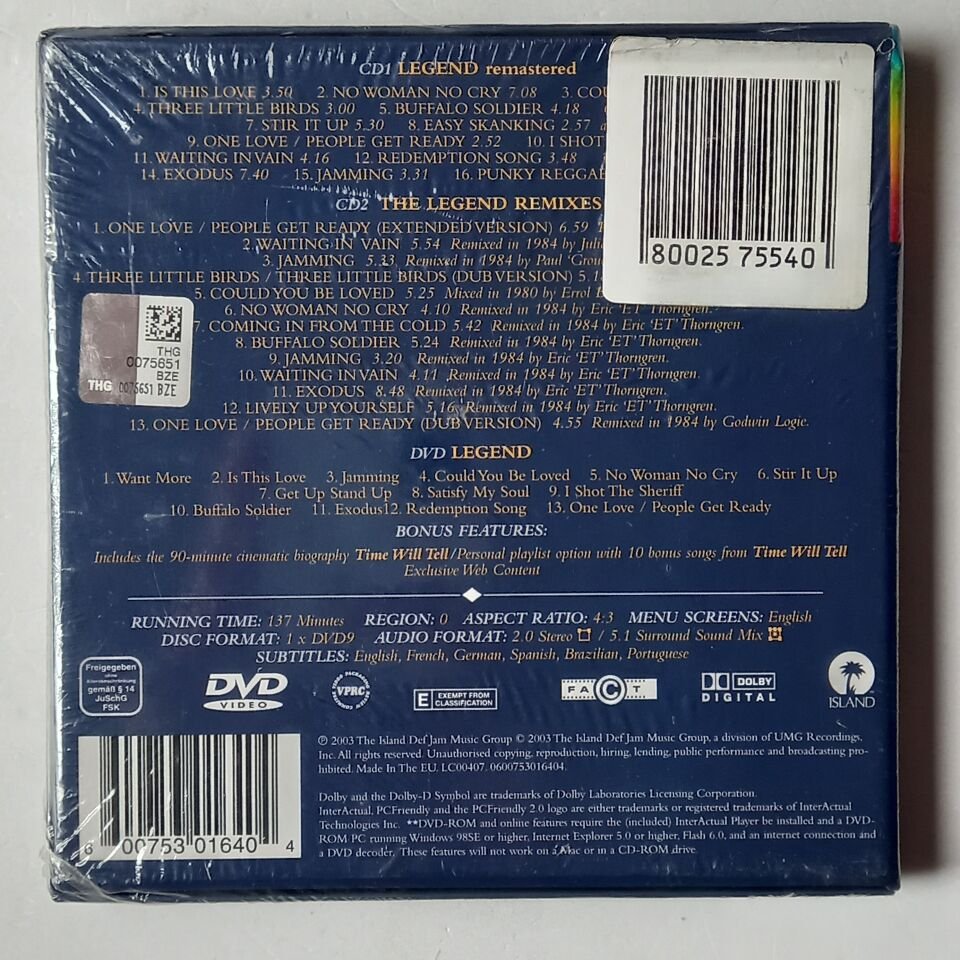 CD1 LEGEND remastered
1. IS THIS LOVE 3.50 2. NO WOMAN NO CRY 7.08 3. COU
4. THREE LITTLE BIRDS 3.00 5. BUFFALO SOLDIER 4.18
7. STIR IT UP 5.30 8. EASY SKANKING 2.57
9. ONE LOVE / PEOPLE GET READY 2.52 10. I SHOT
11. WAITING IN VAIN 4.16 12. REDEMPTION SONG 3.48
14. EXODUS 7.40 15. JAMMING 3.31 16. PUNKY REGGAE
80025 75540
CD2 THE LEGEND REMIXES
1. ONE LOVE / PEOPLE GET READY (EXTENDED VERSION) 6.59
2. WAITING IN VAIN 5.54 Remixed in 1984 by Julia
3. JAMMING 5.33 Remixed in 1984 by Paul 'Grou
4 THREE LITTLE BIRDS / THREE LITTLE BIRDS (DUB VERSION) 5.1
5. COULD YOU BE LOVED 5.25 Mixed in 1980 by Errol
6. NO WOMAN NO CRY 4.10 Remixed in 1984 by Eric 'ET' Thorngren.
7. COMING IN FROM THE COLD 5.42 Remixed in 1984 by Eric 'ET' Thorngren.
8. BUFFALO SOLDIER 5.24 Remixed in 1984 by Eric 'ET' Thorngren.
9. JAMMING 3.20 Remixed in 1984 by Eric 'ET' Thorngren.
10. WAITING IN VAIN 4.11 Remixed in 1984 by Eric 'ET' Thorngren.
11. EXODUS 8.48 Remixed in 1984 by Eric 'ET' Thorngren.
12. LIVELY UP YOURSELF 5.16 Remixed in 1984 by Eric 'ET' Thorngren.
13. ONE LOVE / PEOPLE GET READY (DUB VERSION) 4.55 Remixed in 1984 by Godwin Logie.
THG
0075651
BZE
THG 0075651 BZE
DVD LEGEND
1. Want More 2. Is This Love 3. Jamming 4. Could You Be Loved 5. No Woman No Cry 6. Stir It Up
7. Get Up Stand Up 8. Satisfy My Soul 9. I Shot The Sheriff
10. Buffalo Soldier 11. Exodus12. Redemption Song 13. One Love / People Get Ready
BONUS FEATURES:
Includes the 90-minute cinematic biography Time Will Tell/Personal playlist option with 10 bonus songs from Time Will Tell
Exclusive Web Content
RUNNING TIME: 137 Minutes REGION: 0 ASPECT RATIO: 4:3 MENU SCREENS: English
DISC FORMAT: 1 x DVD9 AUDIO FORMAT: 2.0 Stereo / 5.1 Surround Sound Mix
SUBTITLES: English, French, German, Spanish, Brazilian, Portuguese
Freigegeben
ohne
Altersbeschränkung
gemäß § 14
JuSchG
FSK
DVD
VIDEO
VPRC
E EXEMPT FROM
CLASSIFICATION
FACT
DOLBY
DIGITAL
ISLAND
℗ 2003 The Island Def Jam Music Group © 2003 The Island Def Jam Music Group, a division of UMG Recordings,
Inc. All rights reserved. Unauthorised copying, reproduction, hiring, lending, public performance and broadcasting pro-
hibited. Made In The EU. LC00407. 0600753016404.
Dolby and the Dolby-D Symbol are trademarks of Dolby Laboratories Licensing Corporation.
InterActual, PCFriendly and the PCFriendly 2.0 logo are either trademarks or registered trademarks of InterActual
Technologies Inc. **DVD-ROM and online features require the (included) InterActual Player be installed and a DVD-
ROM PC running Windows 98SE or higher, Internet Explorer 5.0 or higher, Flash 6.0, and an internet connection and
a DVD decoder. These features will not work on a Mac or in a CD-ROM drive.
6 00753 01640 4